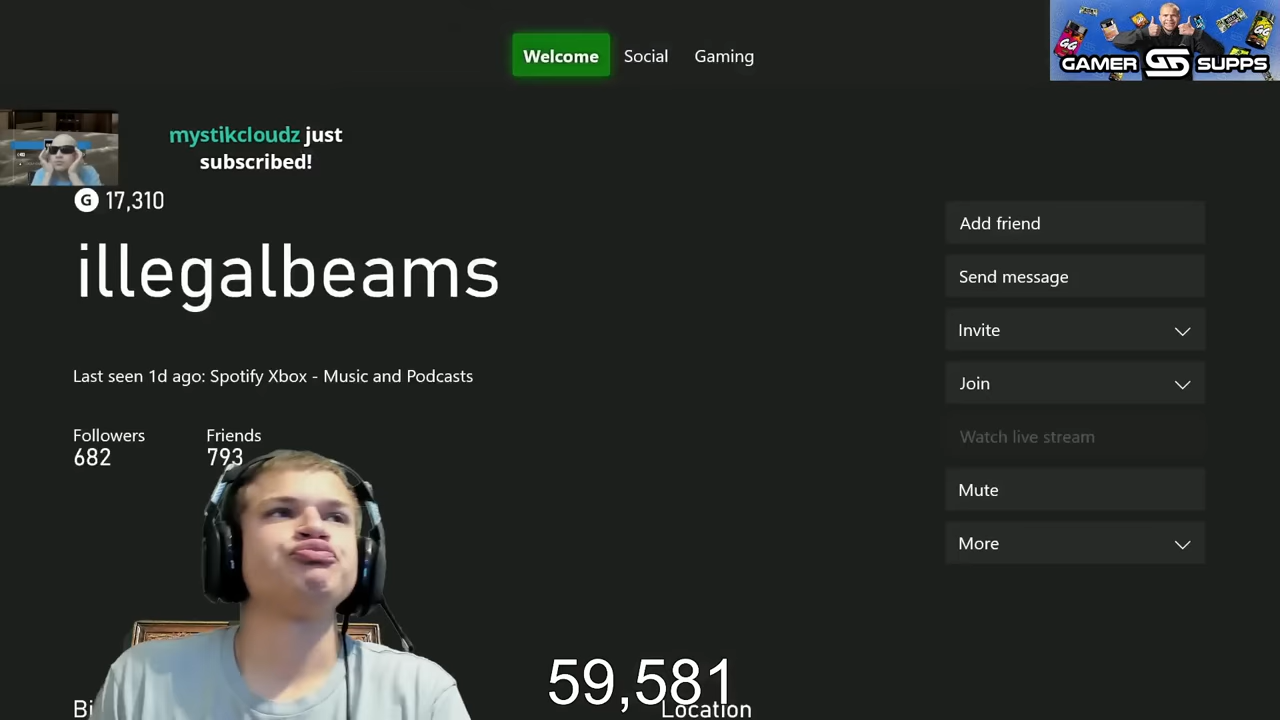 Welcome Social Gaming
GAMER GG SUPPS
mystikcloudz just
subscribed!
G 17,310
illegalbeams
Last seen 1d ago: Spotify Xbox - Music and Podcasts
Followers Friends
682 793
Add friend
Send message
Invite
Join
Watch live stream
Mute
More
59,581
Bi
Location